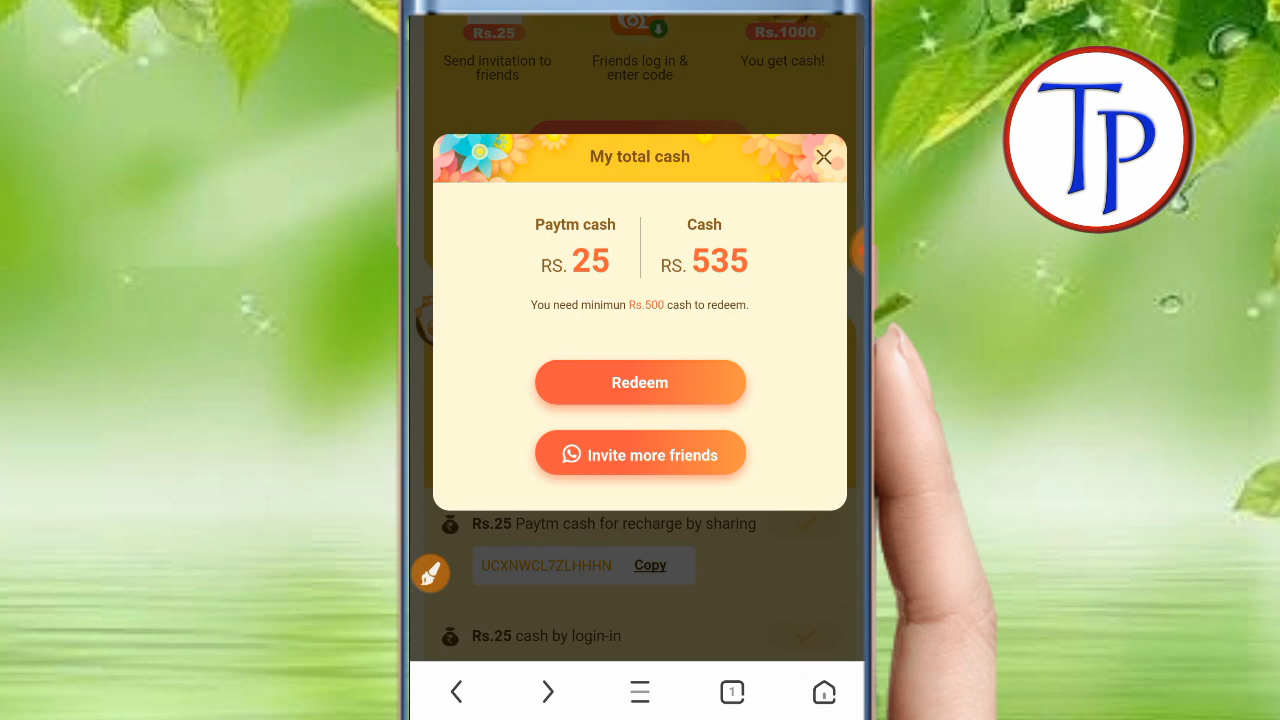 Rs.25
Rs.1000
Send invitation to
friends
Friends log in &
enter code
You get cash!
TP
My total cash
Paytm cash
Cash
RS. 25
RS. 535
You need minimun Rs.500 cash to redeem.
Redeem
Invite more friends
Rs.25 Paytm cash for recharge by sharing
UCXNWCL7ZLHHHN
Copy
Rs.25 cash by login-in
1